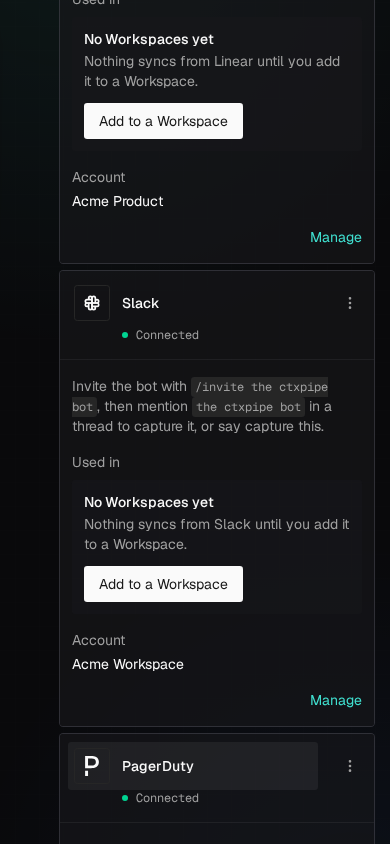 Used in
No Workspaces yet
Nothing syncs from Linear until you add
it to a Workspace.
Add to a Workspace
Account
Acme Product
Manage
Slack
Connected
Invite the bot with /invite the ctxpipe
bot, then mention the ctxpipe bot in a
thread to capture it, or say capture this.
Used in
No Workspaces yet
Nothing syncs from Slack until you add it
to a Workspace.
Add to a Workspace
Account
Acme Workspace
Manage
PagerDuty
Connected